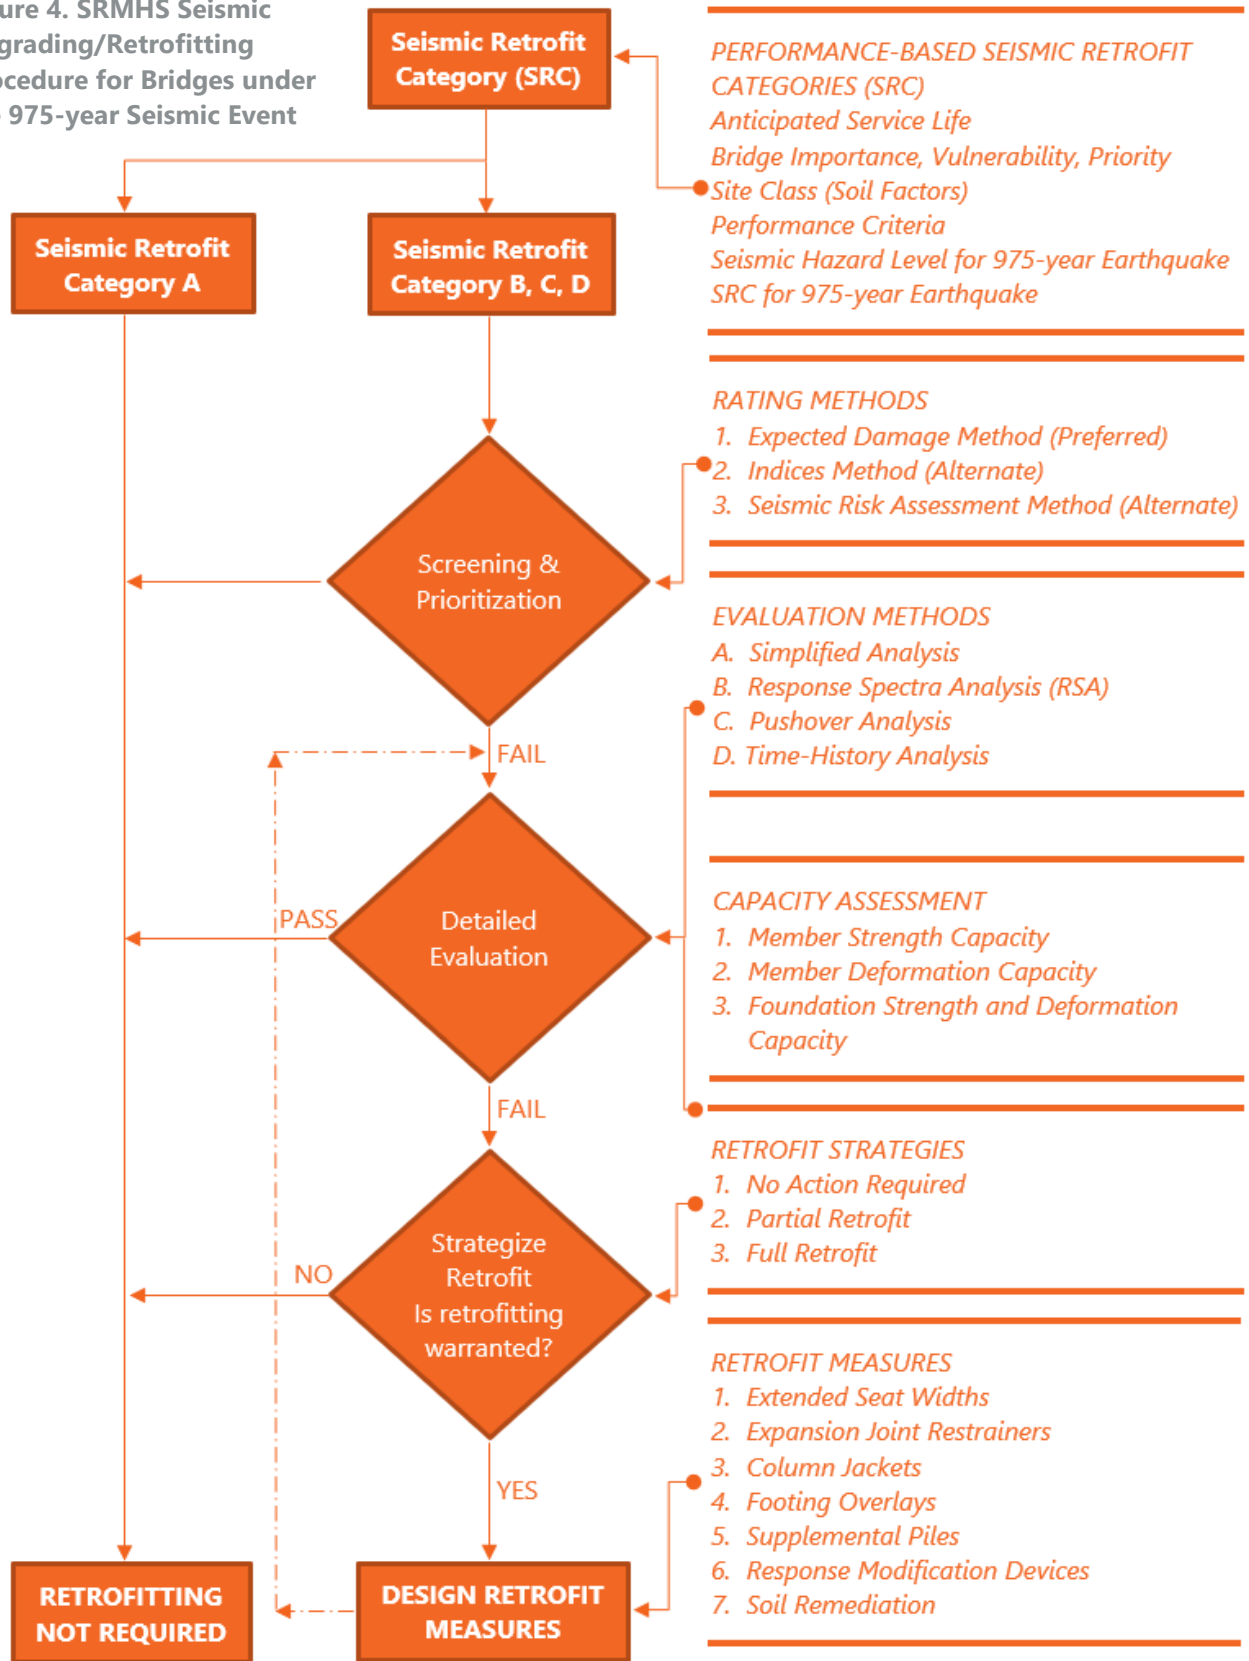 ure 4. SRMHS Seismic
grading/Retrofitting
ocedure for Bridges under
975-year Seismic Event
Seismic Retrofit
Category (SRC)
Seismic Retrofit
Category A
Seismic Retrofit
Category B, C, D
Screening &
Prioritization
FAIL
PASS
Detailed
Evaluation
FAIL
Strategize
Retrofit
Is retrofitting
warranted?
NO
YES
RETROFITTING
NOT REQUIRED
DESIGN RETROFIT
MEASURES
PERFORMANCE-BASED SEISMIC RETROFIT
CATEGORIES (SRC)
Anticipated Service Life
Bridge Importance, Vulnerability, Priority
Site Class (Soil Factors)
Performance Criteria
Seismic Hazard Level for 975-year Earthquake
SRC for 975-year Earthquake
RATING METHODS
1. Expected Damage Method (Preferred)
2. Indices Method (Alternate)
3. Seismic Risk Assessment Method (Alternate)
EVALUATION METHODS
A. Simplified Analysis
B. Response Spectra Analysis (RSA)
C. Pushover Analysis
D. Time-History Analysis
CAPACITY ASSESSMENT
1. Member Strength Capacity
2. Member Deformation Capacity
3. Foundation Strength and Deformation
Capacity
RETROFIT STRATEGIES
1. No Action Required
2. Partial Retrofit
3. Full Retrofit
RETROFIT MEASURES
1. Extended Seat Widths
2. Expansion Joint Restrainers
3. Column Jackets
4. Footing Overlays
5. Supplemental Piles
6. Response Modification Devices
7. Soil Remediation